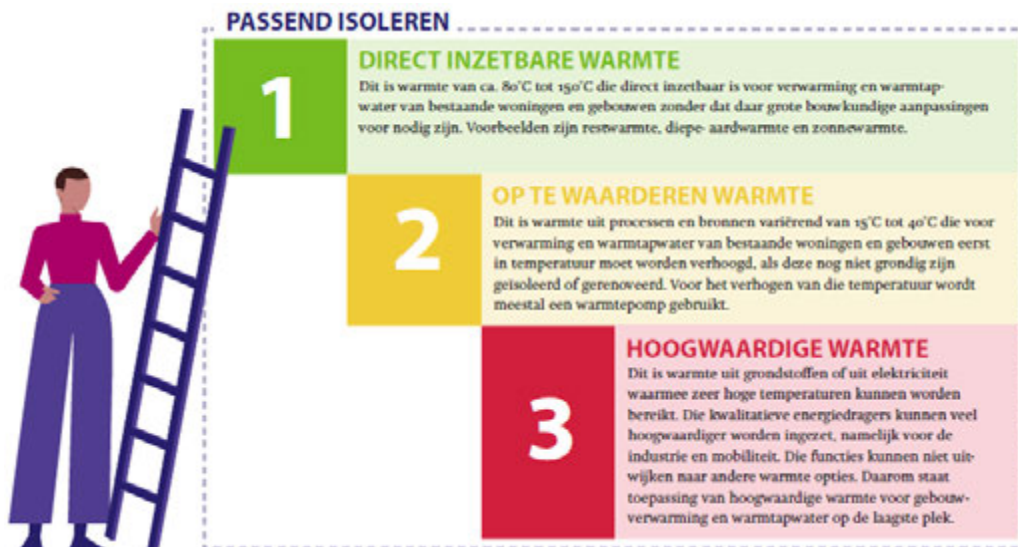 PASSEND ISOLEREN
1
DIRECT INZETBARE WARMTE
Dit is warmte van ca. 80°C tot 150°C die direct inzetbaar is voor verwarming en warmtap-
water van bestaande woningen en gebouwen zonder dat daar grote bouwkundige aanpassingen
voor nodig zijn. Voorbeelden zijn restwarmte, diepe- aardwarmte en zonnewarmte.
2
OP TE WAARDEREN WARMTE
Dit is warmte uit processen en bronnen variërend van 15°C tot 40°C die voor
verwarming en warmtapwater van bestaande woningen en gebouwen eerst
in temperatuur moet worden verhoogd, als deze nog niet grondig zijn
geïsoleerd of gerenoveerd. Voor het verhogen van die temperatuur wordt
meestal een warmtepomp gebruikt.
3
HOOGWAARDIGE WARMTE
Dit is warmte uit grondstoffen of uit elektriciteit
waarmee zeer hoge temperaturen kunnen worden
bereikt. Die kwalitatieve energiedragers kunnen veel
hoogwaardiger worden ingezet, namelijk voor de
industrie en mobiliteit. Die functies kunnen niet uit-
wijken naar andere warmte opties. Daarom staat
toepassing van hoogwaardige warmte voor gebouw-
verwarming en warmtapwater op de laagste plek.